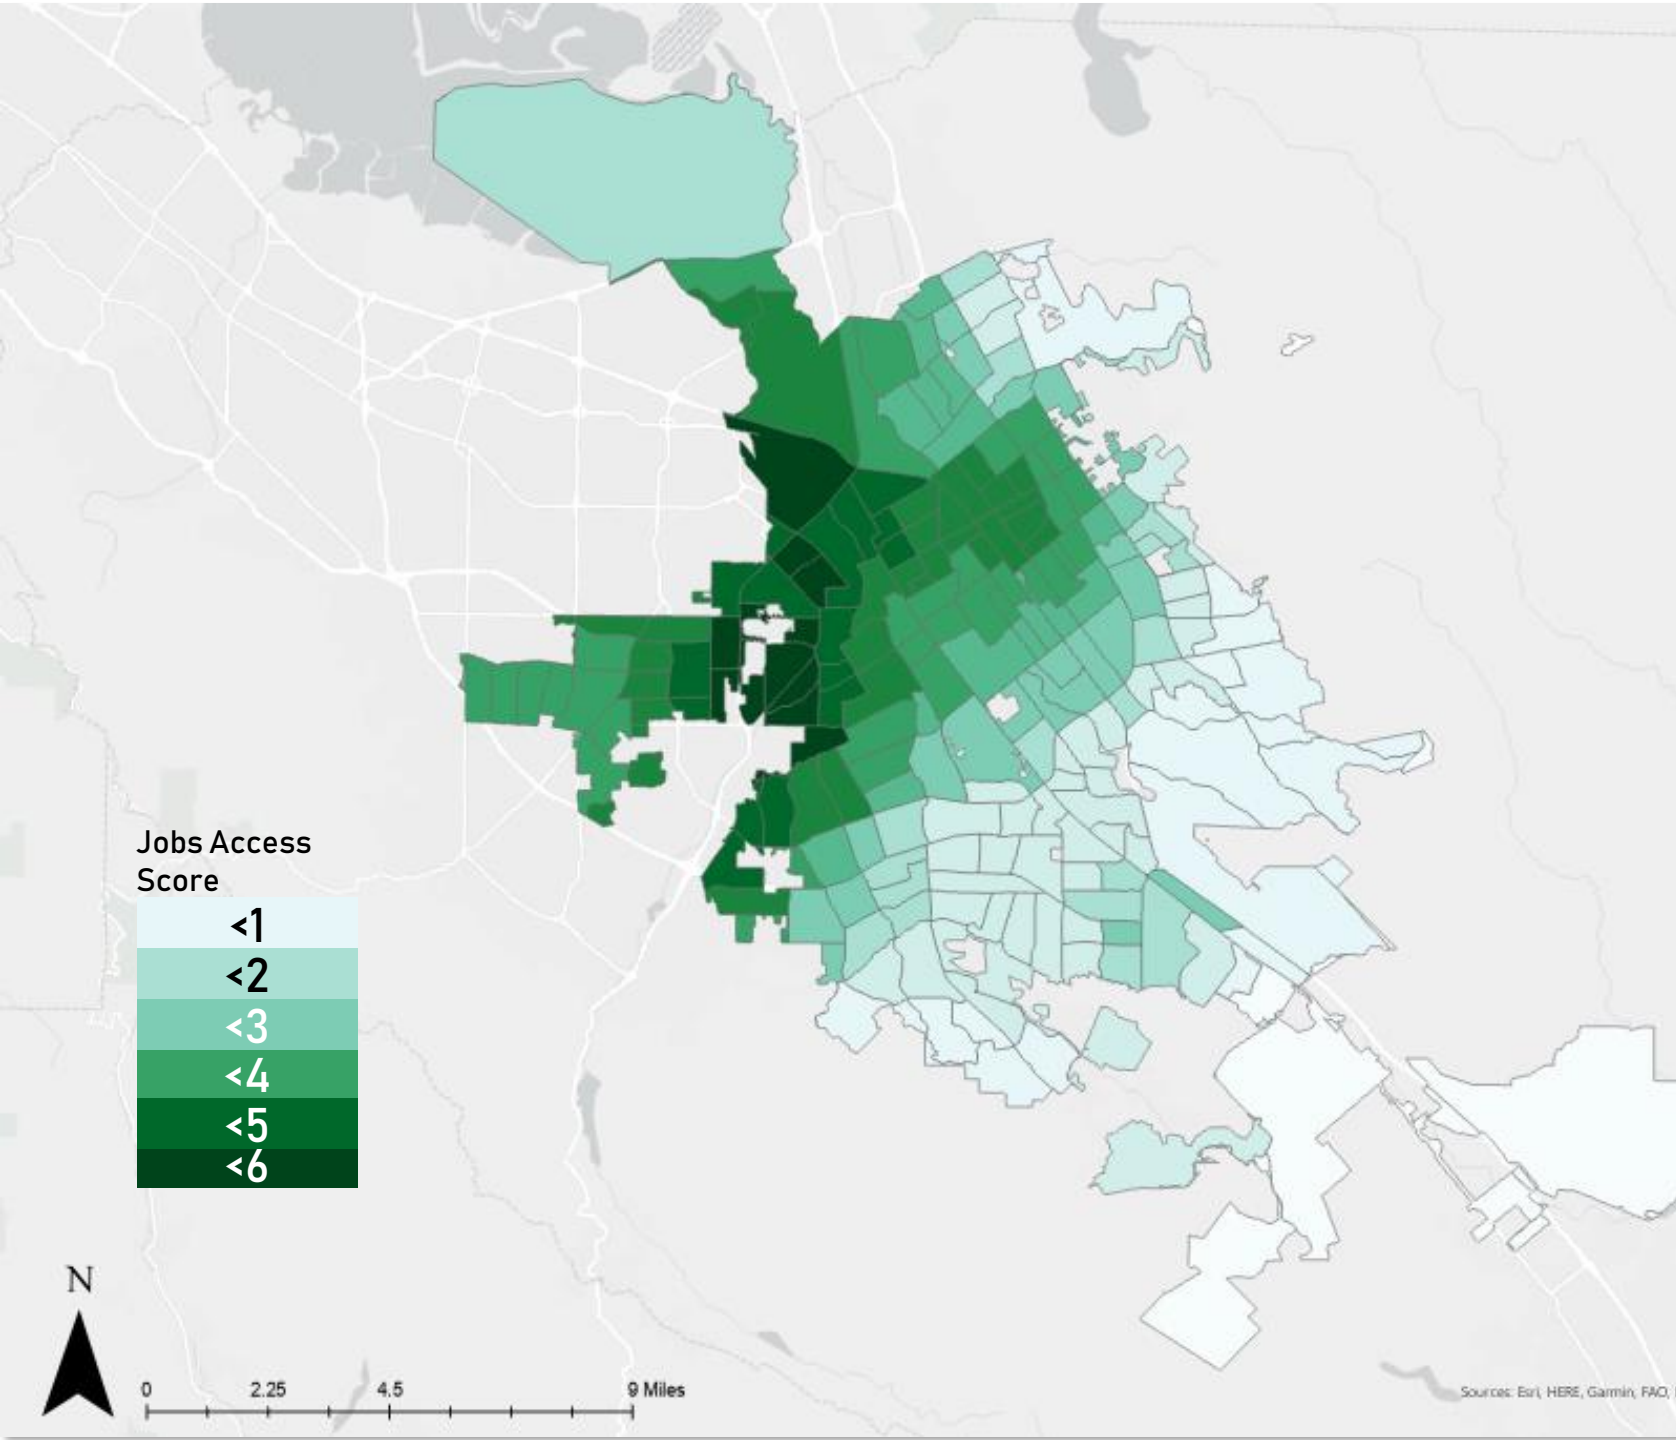 Jobs Access
Score
<1
<2
<3
<4
<5
<6
N
0 2.25 4.5 9 Miles
Sources: Esri, HERE, Garmin, FAO,